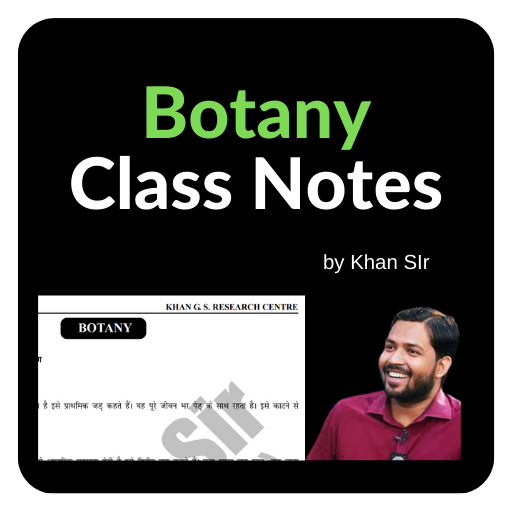 Botany
Class Notes
by Khan SIr
KHAN G. S. RESEARCH CENTRE
BOTANY
है इसे प्राथमिक जड़ कहते हैं। यह पूरे जीवन भर पेड़ के साथ रहता है। इसे काटने से
Sir